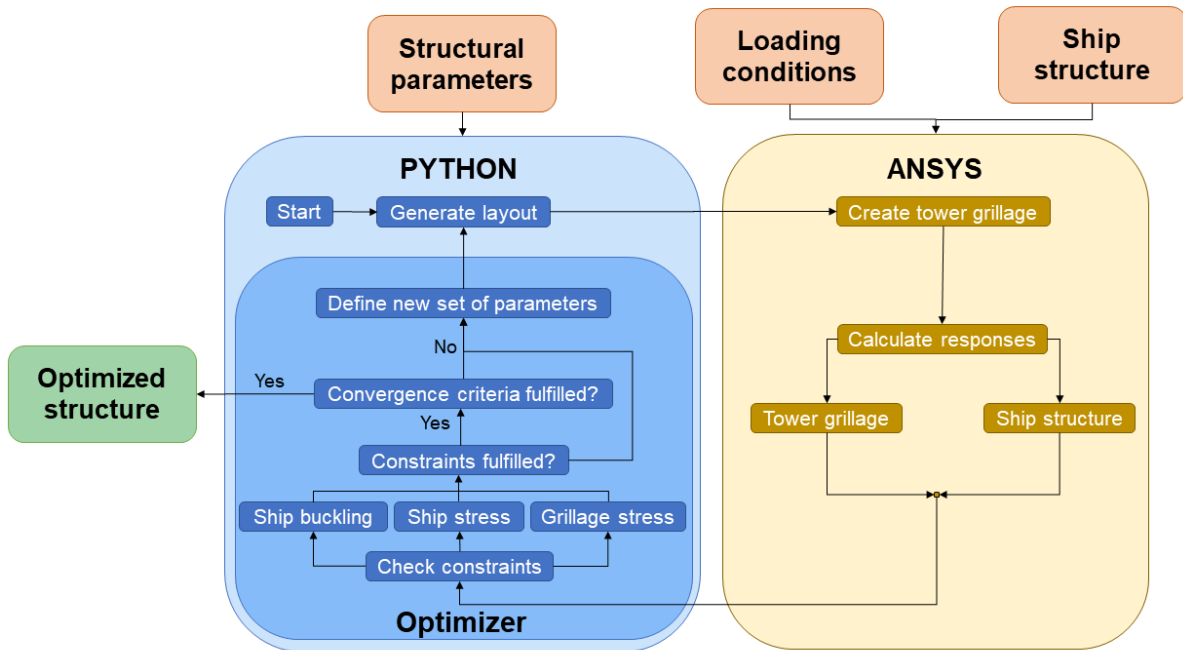 Structural
parameters
Loading
conditions
Ship
structure
PYTHON
ANSYS
Start
Generate layout
Create tower grillage
Define new set of parameters
No
Calculate responses
Optimized
structure
Yes
Convergence criteria fulfilled?
Yes
Tower grillage
Ship structure
Constraints fulfilled?
Ship buckling
Ship stress
Grillage stress
Check constraints
Optimizer